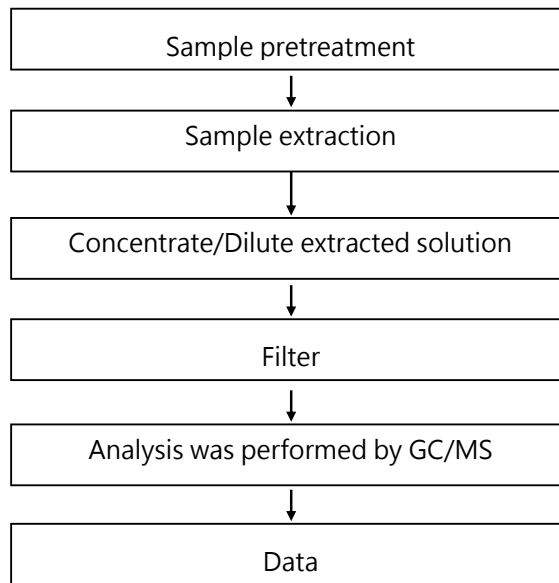 Sample pretreatment
Sample extraction
Concentrate/Dilute extracted solution
Filter
Analysis was performed by GC/MS
Data